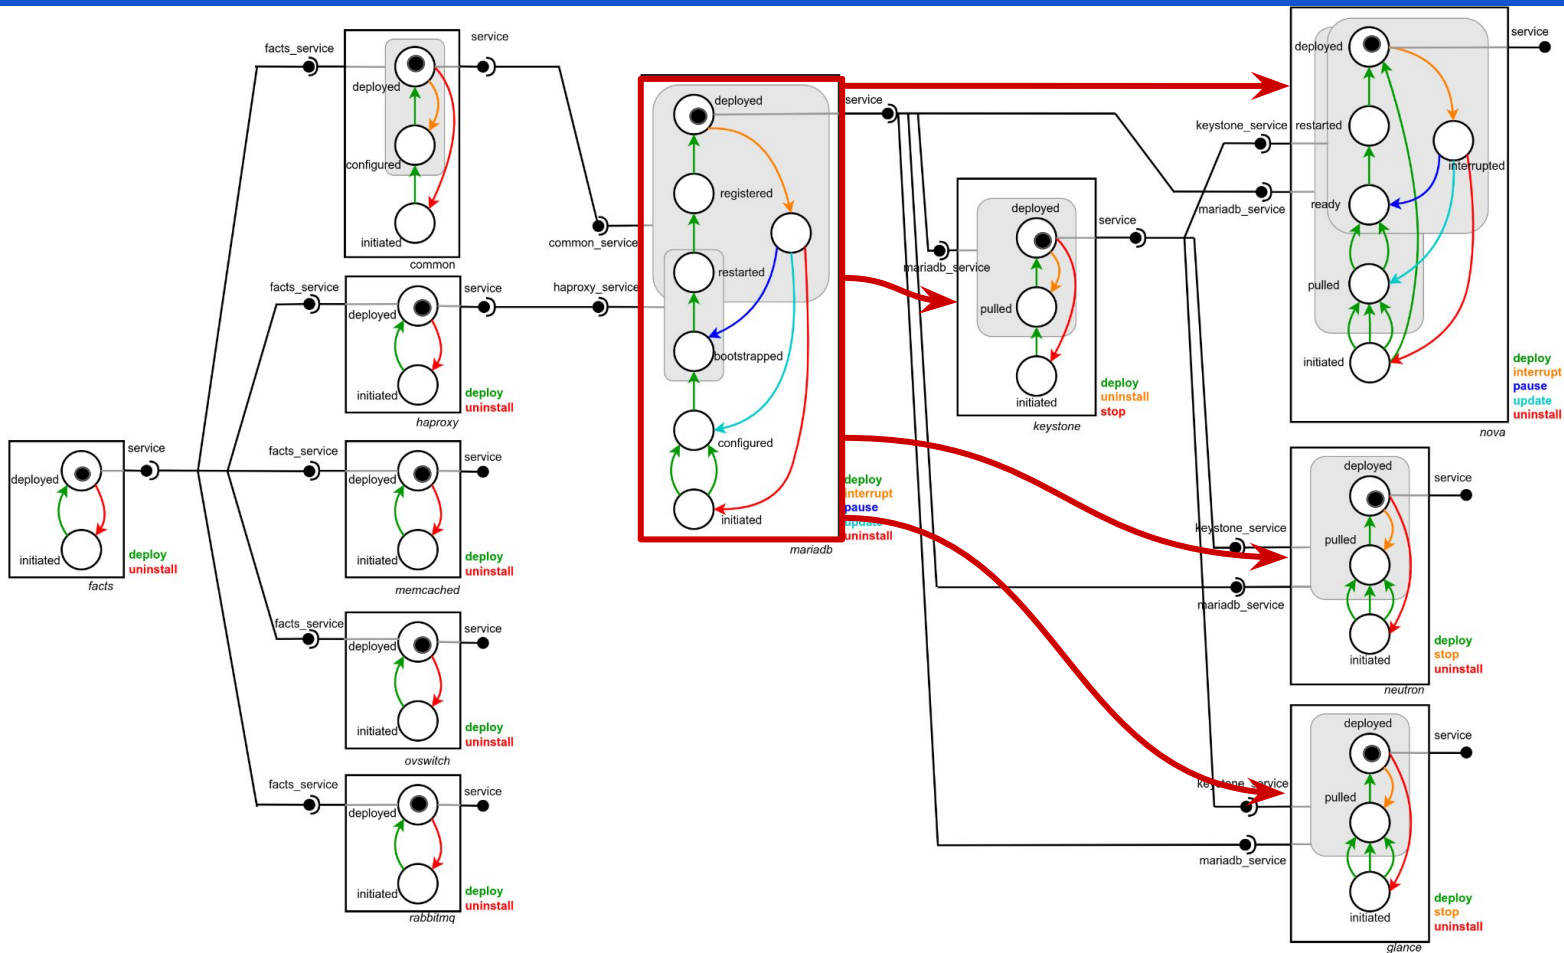 facts_service
service
deployed
configured
initiated
common
facts_service
service
deployed
initiated
deploy
uninstall
haproxy
service
deployed
initiated
deploy
uninstall
facts
facts_service
service
deployed
initiated
deploy
uninstall
memcached
facts_service
service
deployed
initiated
deploy
uninstall
ovswitch
facts_service
service
deployed
initiated
deploy
uninstall
rabbitmq
common_service
haproxy_service
deployed
service
registered
restarted
bootstrapped
configured
initiated
deploy
interrupt
pause
update
uninstall
mariadb
mariadb_service
deployed
service
pulled
initiated
deploy
uninstall
stop
keystone
keystone_service
mariadb_service
deployed
service
restarted
interrupted
ready
pulled
initiated
deploy
interrupt
pause
update
uninstall
nova
keystone_service
mariadb_service
deployed
service
pulled
initiated
deploy
stop
uninstall
neutron
keystone_service
mariadb_service
deployed
service
pulled
initiated
deploy
stop
uninstall
glance